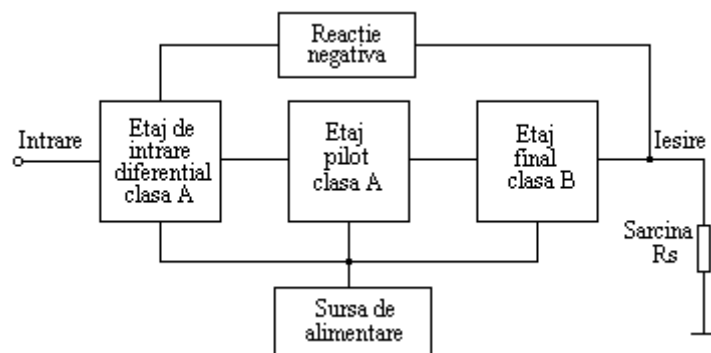 Reactie
negativa
Intrare
Etaj de
intrare
diferential
clasa A
Etaj
pilot
clasa A
Etaj
final
clasa B
Iesire
Sarcina
Rs
Sursa de
alimentare